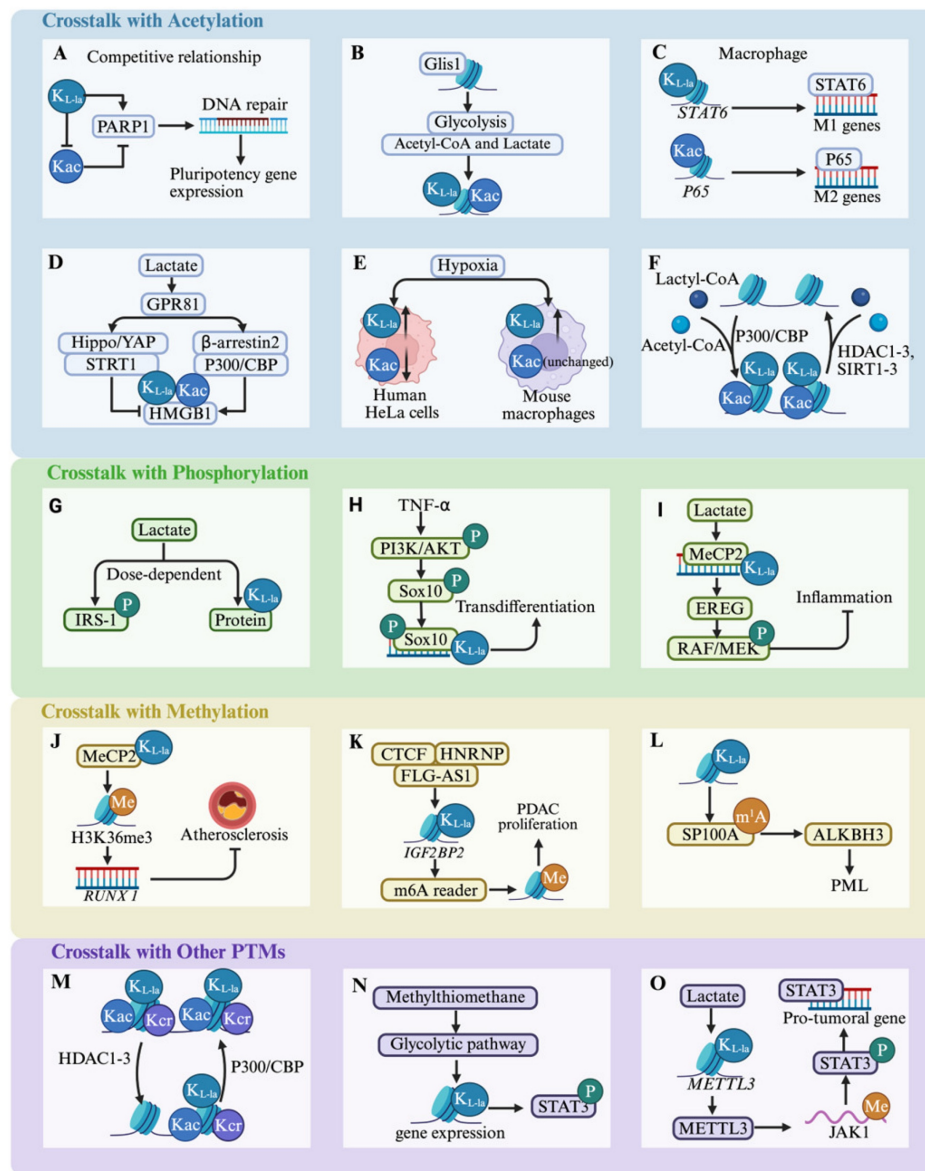 Crosstalk with Acetylation
A
Competitive relationship
KL-la
PARP1
Kac
DNA repair
Pluripotency gene
expression
B
Glis1
Glycolysis
Acetyl-CoA and Lactate
KL-la
Kac
C
Macrophage
KL-la
STAT6
STAT6
M1 genes
Kac
P65
P65
M2 genes
D
Lactate
GPR81
Hippo/YAP
β-arrestin2
STRT1
P300/CBP
KL-la
Kac
HMGB1
E
Hypoxia
KL-la
Kac
Human
HeLa cells
KL-la
Kac (unchanged)
Mouse
macrophages
F
Lactyl-CoA
Acetyl-CoA
P300/CBP
HDAC1-3,
SIRT1-3
KL-la
KL-la
Kac
Kac
Crosstalk with Phosphorylation
G
Lactate
Dose-dependent
P
IRS-1
KL-la
Protein
H
TNF-α
PI3K/AKT
P
Sox10
P
Transdifferentiation
P
Sox10
KL-la
I
Lactate
MeCP2
KL-la
EREG
Inflammation
P
RAF/MEK
Crosstalk with Methylation
J
MeCP2
KL-la
Me
H3K36me3
Atherosclerosis
RUNX 1
K
CTCF
HNRNP
FLG-AS1
KL-la
IGF2BP2
PDAC
proliferation
m6A reader
Me
L
KL-la
m¹A
SP100A
ALKBH3
PML
Crosstalk with Other PTMs
M
KL-la
KL-la
Kac
Kcr
Kac
Kcr
HDAC1-3
P300/CBP
KL-la
Kac
Kcr
N
Methylthiomethane
Glycolytic pathway
KL-la
P
STAT3
gene expression
O
Lactate
STAT3
Pro-tumoral gene
KL-la
METTL3
P
STAT3
METTL3
Me
JAK1